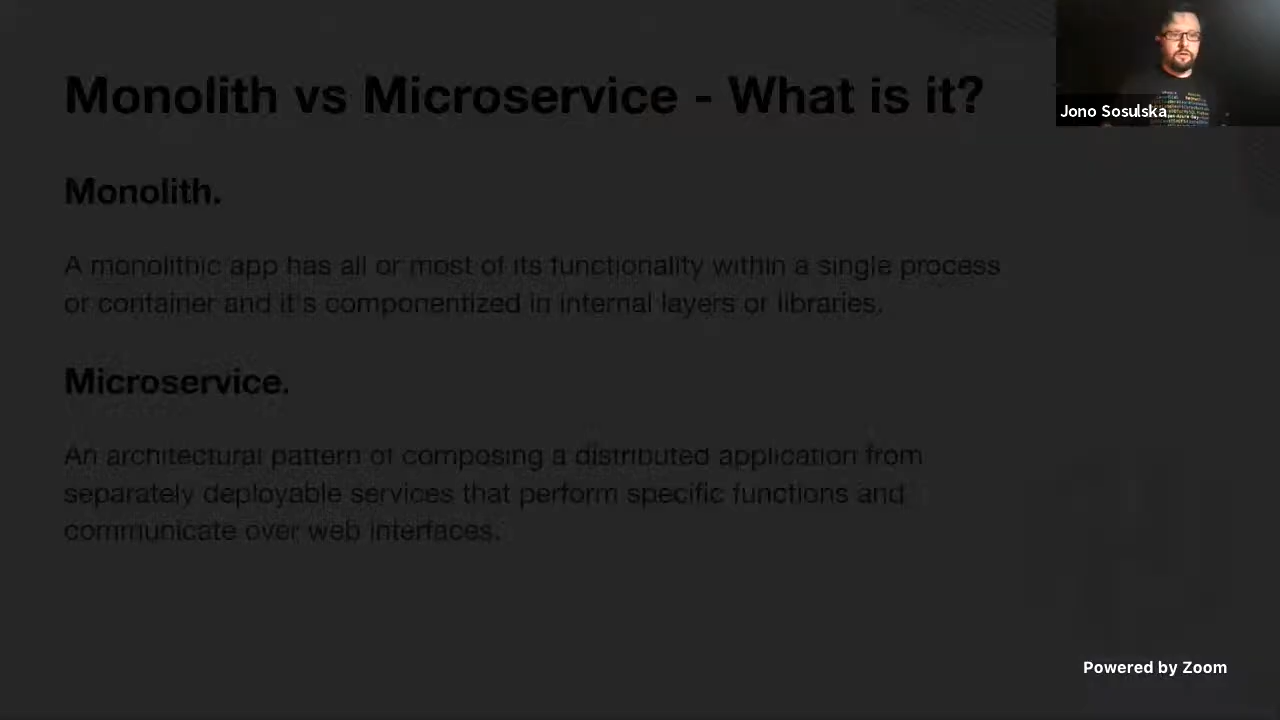 Monolith vs Microservice - What is it?
Jono Sosulska
Monolith.
A monolithic app has all or most of its functionality within a single process
or container and it's componentized in internal layers or libraries.
Microservice.
An architectural pattern of composing a distributed application from
separately deployable services that perform specific functions and
communicate over web interfaces.
Powered by Zoom